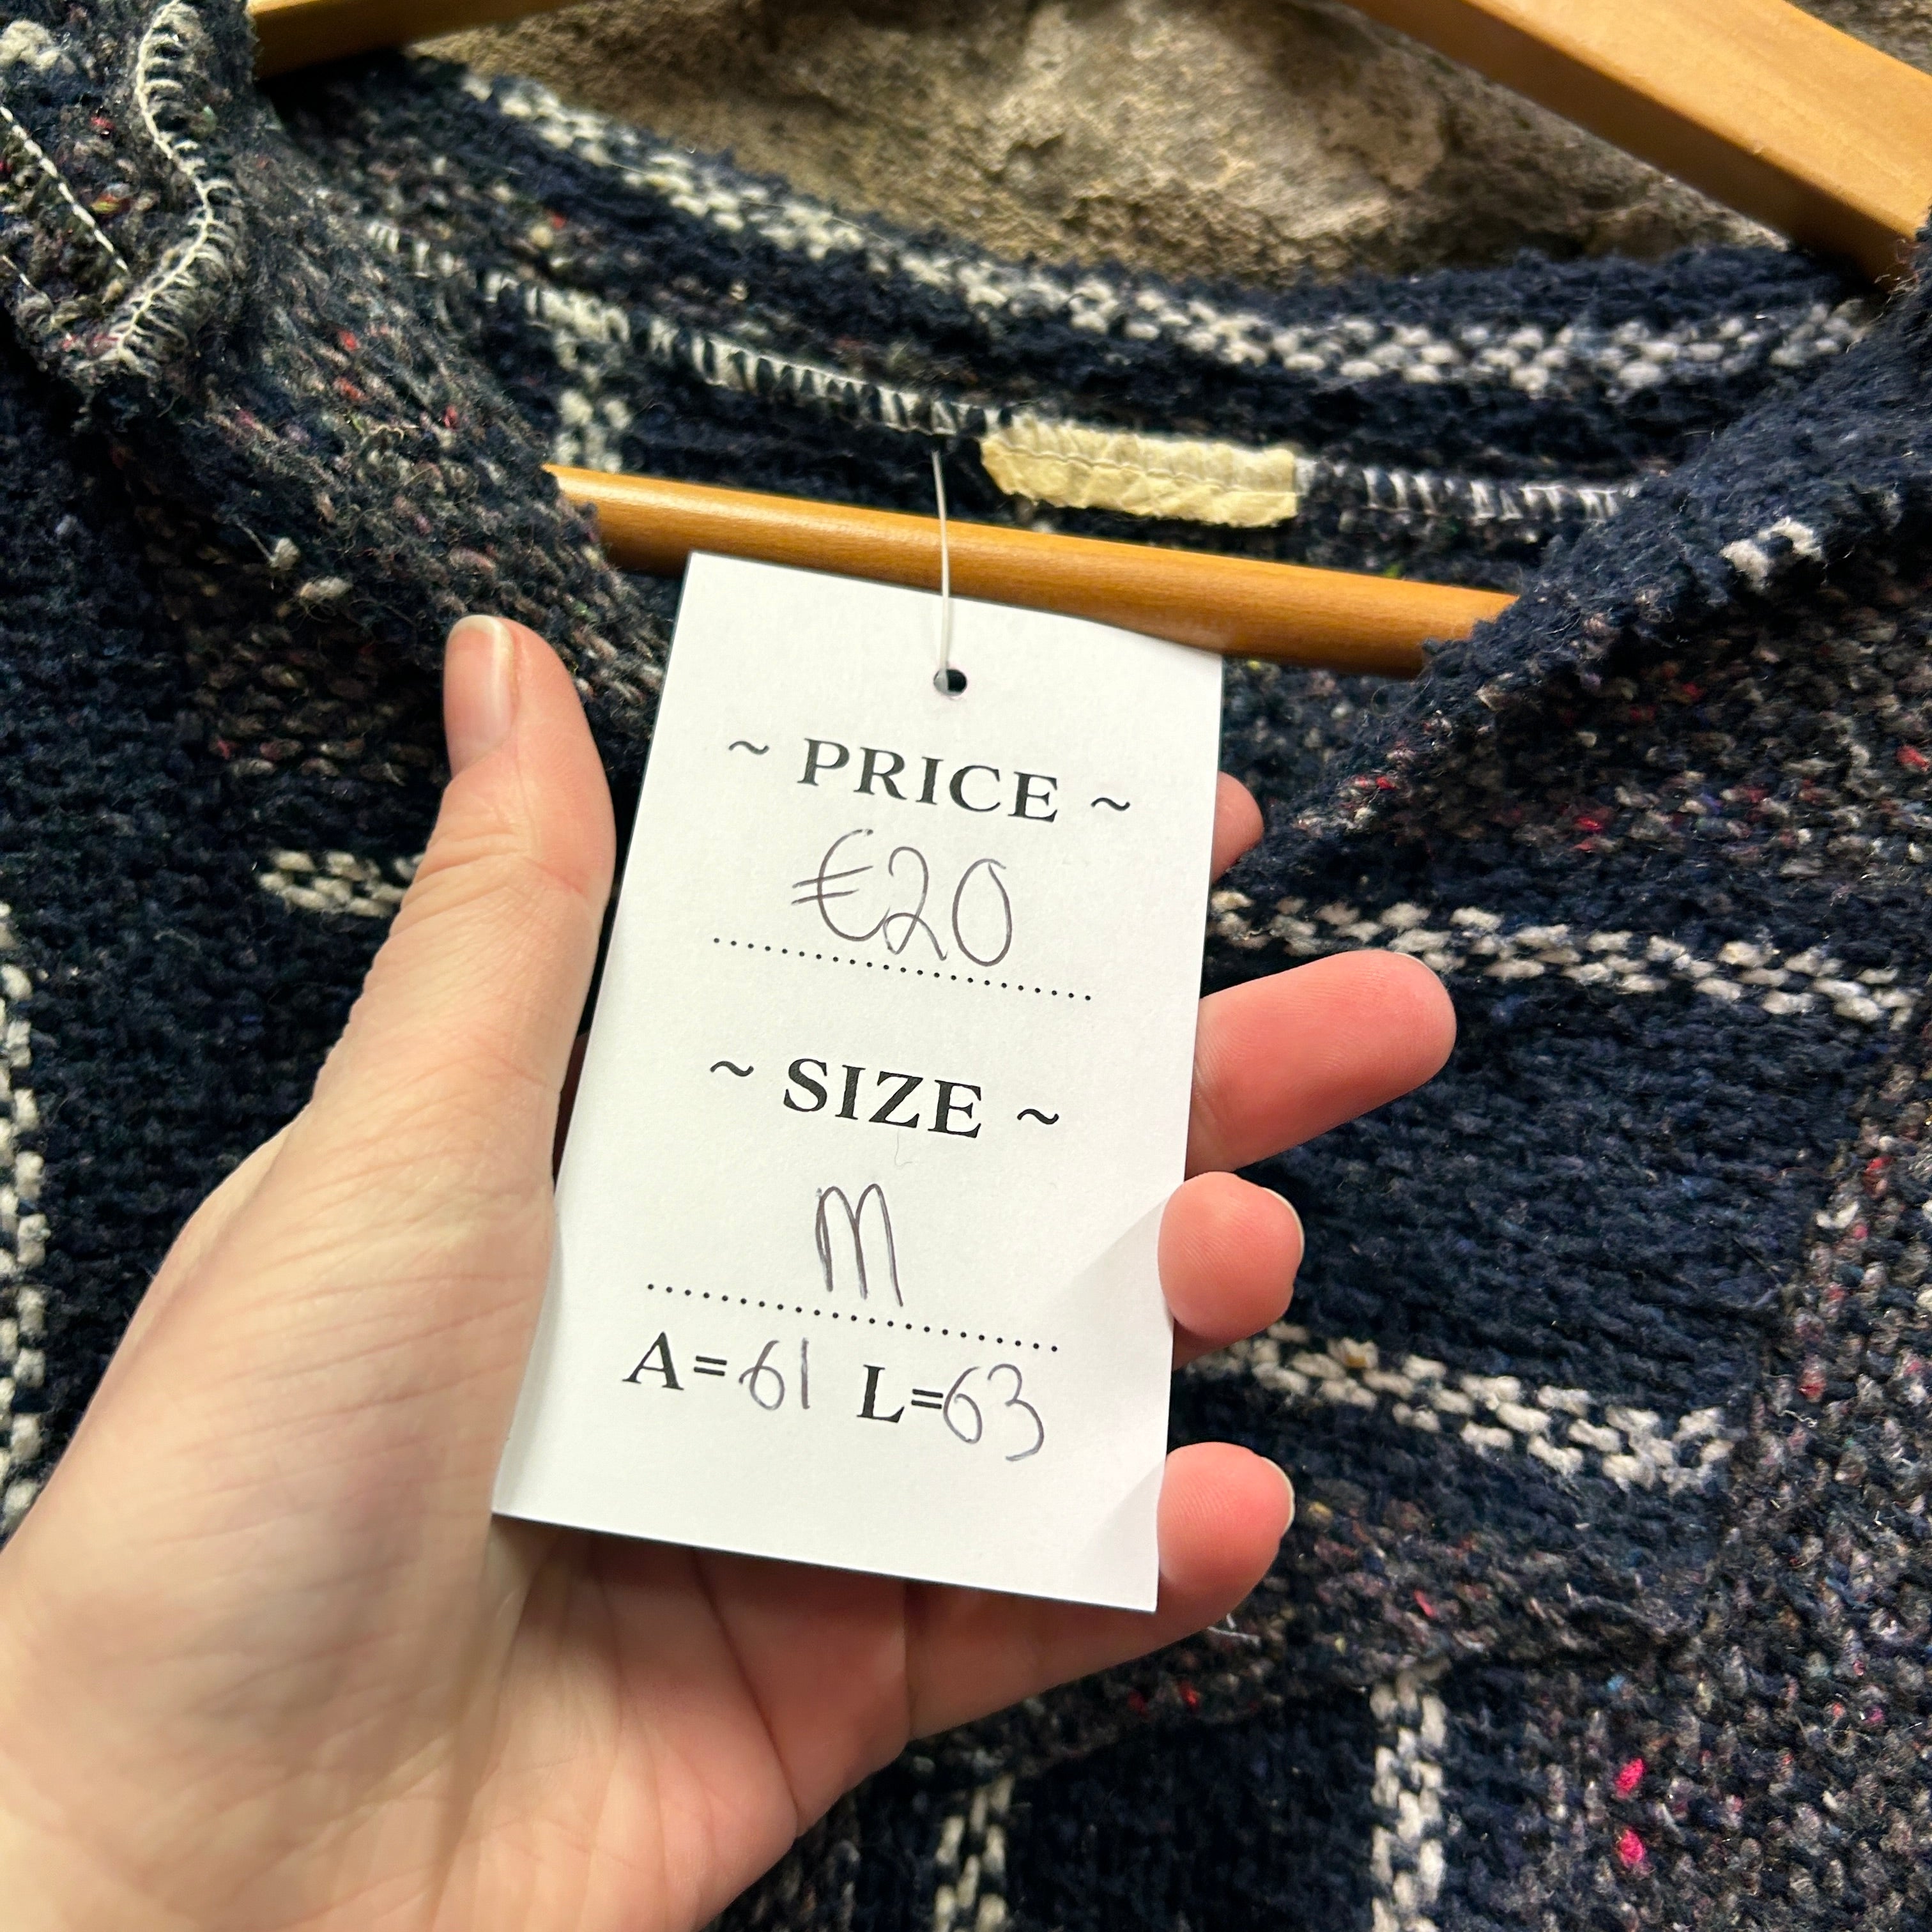 ~ PRICE ~
€20
~ SIZE ~
M
A=61 L=63